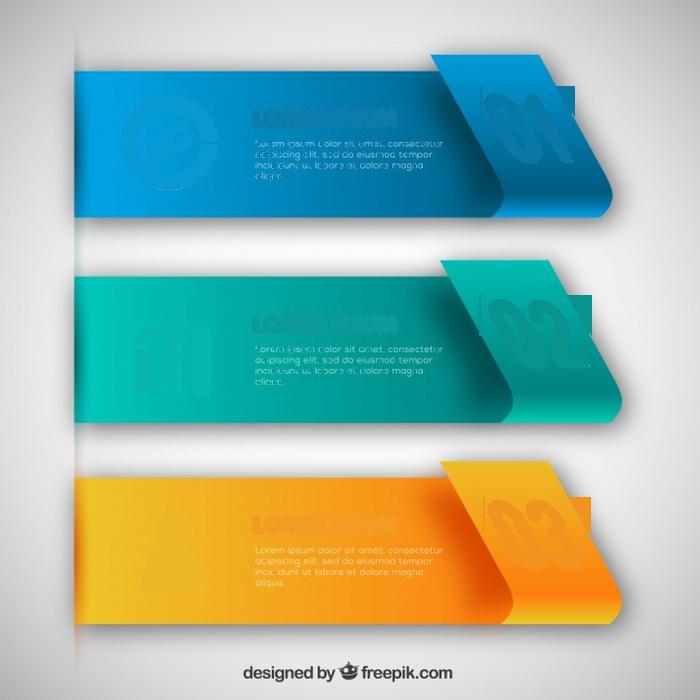 LOREM IPSUM
01
Lorem ipsum dolor sit amet, consectetur
adipiscing elit, sed do eiusmod tempor
incididunt ut labore et dolore magna
aliqua.
LOREM IPSUM
02
Lorem ipsum dolor sit amet, consectetur
adipiscing elit, sed do eiusmod tempor
incididunt ut labore et dolore magna
aliqua.
LOREM IPSUM
03
Lorem ipsum dolor sit amet, consectetur
adipiscing elit, sed do eiusmod tempor
incididunt ut labore et dolore magna
aliqua.
designed by freepik.com